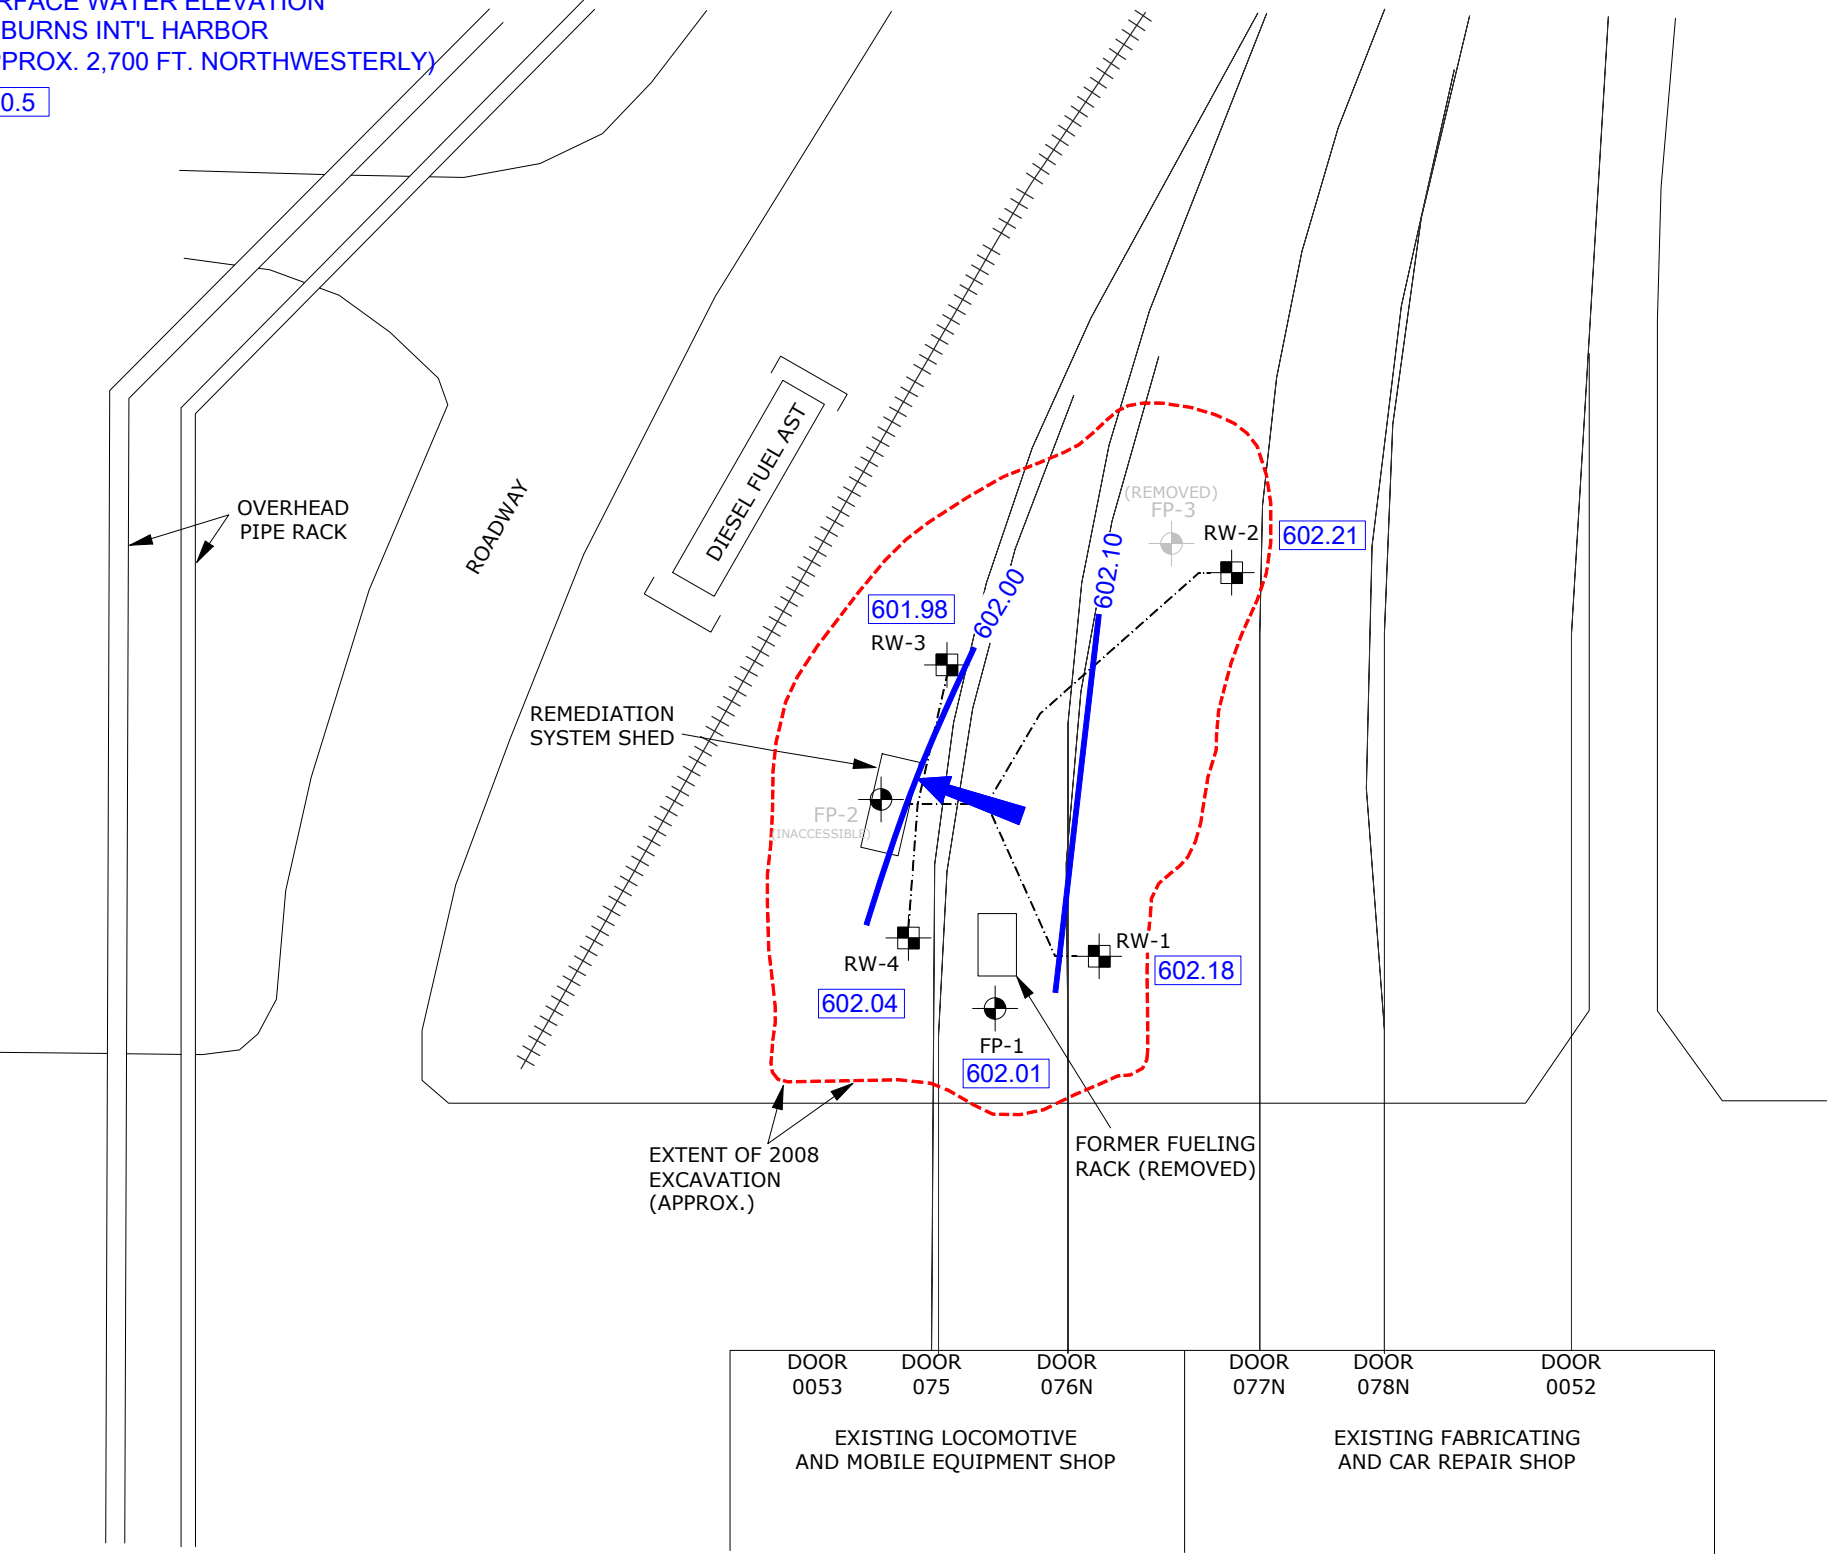 WATER ELEVATION
BURNS INT'L HARBOR
2,700 FT. NORTHWESTERLY)
0.5
OVERHEAD
PIPE RACK
ROADWAY
DIESEL FUEL AST
(REMOVED)
FP-3
RW-2
602.21
602.10
602.00
601.98
RW-3
REMEDIATION
SYSTEM SHED
FP-2
(INACCESSIBLE)
RW-4
602.04
RW-1
602.18
FP-1
602.01
EXTENT OF 2008
EXCAVATION
(APPROX.)
FORMER FUELING
RACK (REMOVED)
DOOR
0053
DOOR
075
DOOR
076N
DOOR
077N
DOOR
078N
DOOR
0052
EXISTING LOCOMOTIVE
AND MOBILE EQUIPMENT SHOP
EXISTING FABRICATING
AND CAR REPAIR SHOP